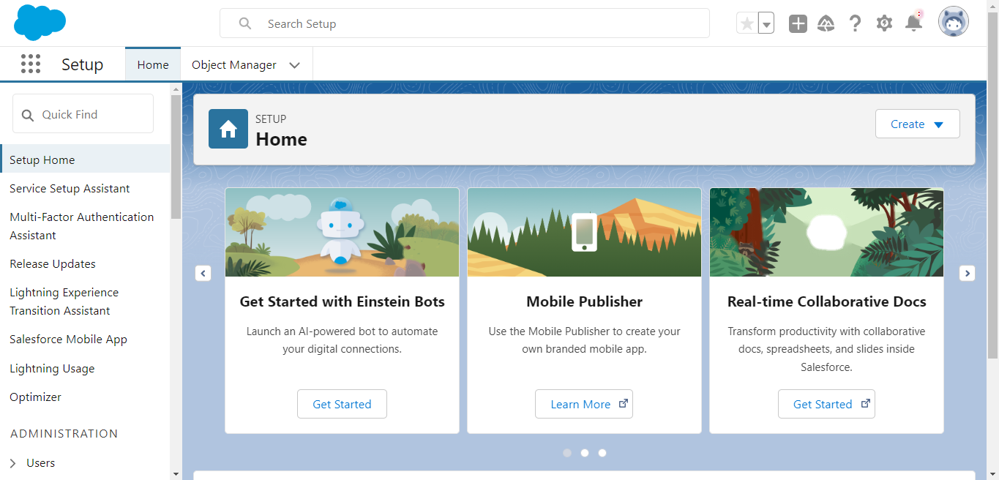 Search Setup
Setup
Home
Object Manager
Quick Find
Setup Home
Service Setup Assistant
Multi-Factor Authentication
Assistant
Release Updates
Lightning Experience
Transition Assistant
Salesforce Mobile App
Lightning Usage
Optimizer
ADMINISTRATION
Users
SETUP
Home
Create
Get Started with Einstein Bots
Launch an AI-powered bot to automate
your digital connections.
Get Started
Mobile Publisher
Use the Mobile Publisher to create your
own branded mobile app.
Learn More
Real-time Collaborative Docs
Transform productivity with collaborative
docs, spreadsheets, and slides inside
Salesforce.
Get Started